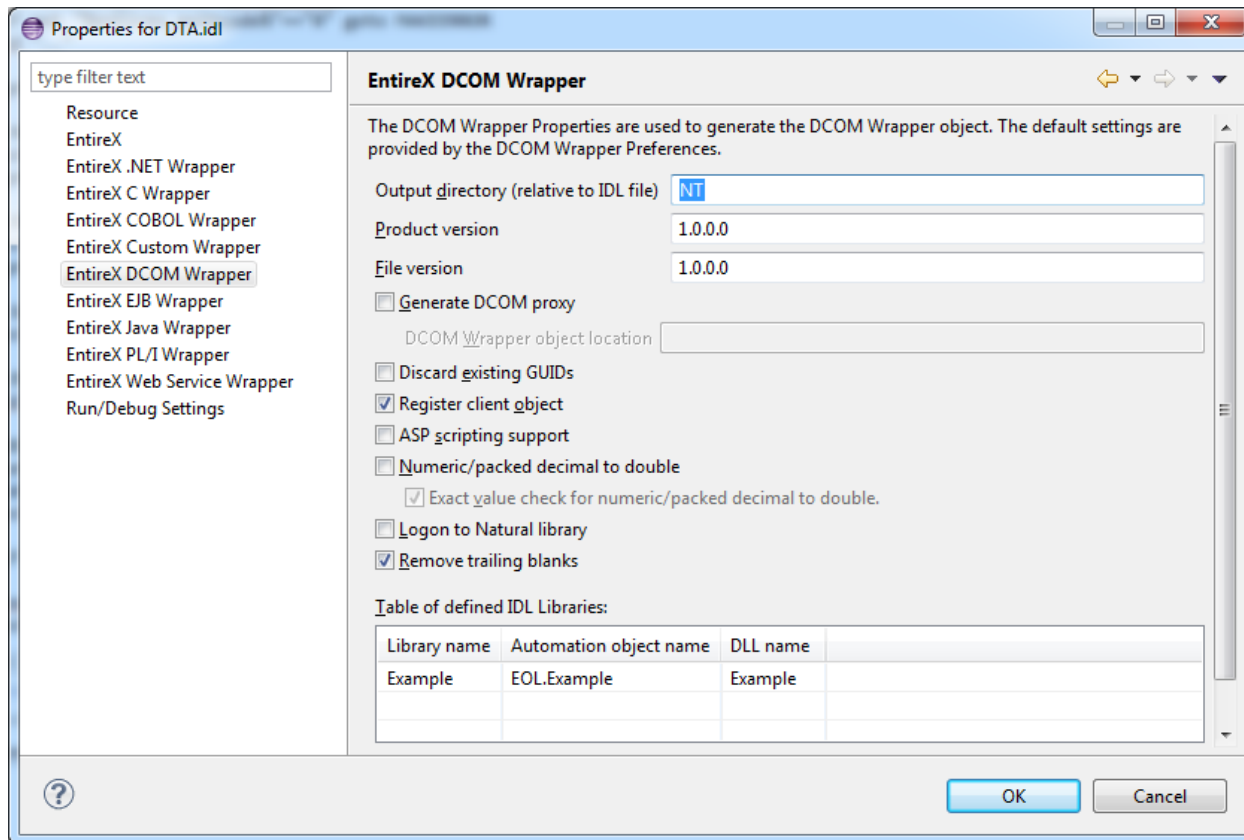 Properties for DTA.idl
type filter text
Resource
EntireX
EntireX .NET Wrapper
EntireX C Wrapper
EntireX COBOL Wrapper
EntireX Custom Wrapper
EntireX DCOM Wrapper
EntireX EJB Wrapper
EntireX Java Wrapper
EntireX PL/I Wrapper
EntireX Web Service Wrapper
Run/Debug Settings
EntireX DCOM Wrapper
The DCOM Wrapper Properties are used to generate the DCOM Wrapper object. The default settings are
provided by the DCOM Wrapper Preferences.
Output directory (relative to IDL file) NT
Product version 1.0.0.0
File version 1.0.0.0
Generate DCOM proxy
DCOM Wrapper object location
Discard existing GUIDs
Register client object
ASP scripting support
Numeric/packed decimal to double
Exact value check for numeric/packed decimal to double.
Logon to Natural library
Remove trailing blanks
Table of defined IDL Libraries:
Library name Automation object name DLL name
Example EOL.Example Example
? OK Cancel